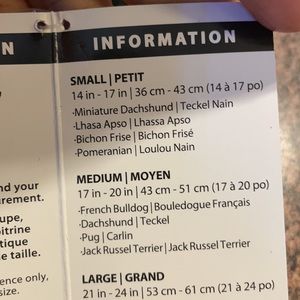 N
INFORMATION
SMALL | PETIT
14 in - 17 in | 36 cm - 43 cm (14 à 17 po)
·Miniature Dachshund | Teckel Nain
·Lhasa Apso | Lhassa Apso
·Bichon Frise | Bichon Frisé
·Pomeranian | Loulou Nain
nd your
urement.
MEDIUM | MOYEN
17 in - 20 in | 43 cm - 51 cm (17 à 20 po)
upe,
·French Bulldog | Bouledogue Français
bitrine
·Dachshund | Teckel
tique
·Pug | Carlin
se taille.
·Jack Russel Terrier | Jack Russel Terrier
ence only,
LARGE | GRAND
size.
21 in - 24 in | 53 cm - 61 cm (21 à 24 po)